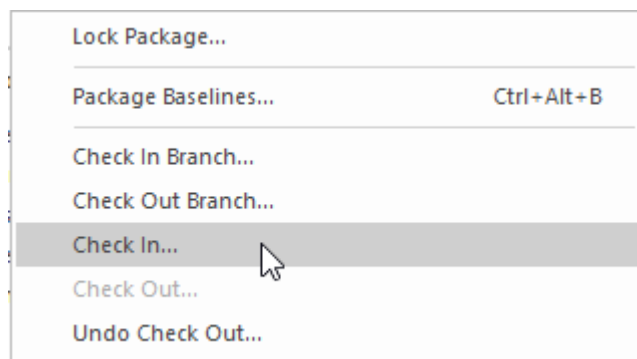 Lock Package...
Package Baselines... Ctrl+Alt+B
Check In Branch...
Check Out Branch...
Check In...
Check Out...
Undo Check Out...